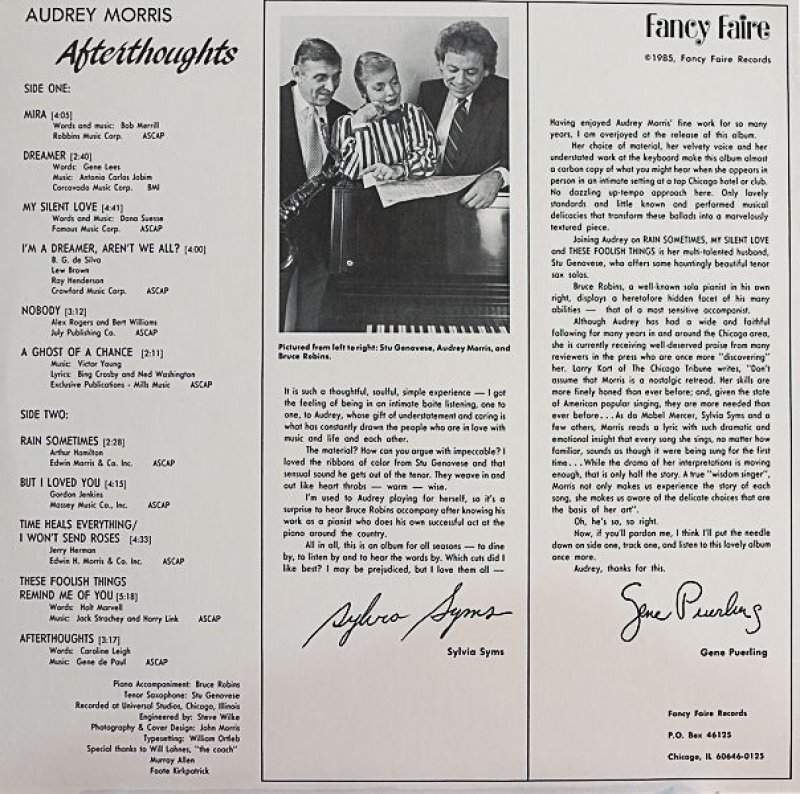 AUDREY MORRIS
Afterthoughts
SIDE ONE:
MIRA [4:05]
Words and music: Bob Merrill
Robbins Music Corp. ASCAP
DREAMER [2:40]
Words: Gene Lees
Music: Antonio Carlos Jobim
Corcovado Music Corp. BMI
MY SILENT LOVE [4:41]
Words and Music: Dana Suesse
Famous Music Corp. ASCAP
I'M A DREAMER, AREN'T WE ALL? [4:00]
B. G. de Silva
Lew Brown
Ray Henderson
Crawford Music Corp. ASCAP
NOBODY [3:12]
Alex Rogers and Bert Williams
July Publishing Co. ASCAP
A GHOST OF A CHANCE [2:11]
Music: Victor Young
Lyrics: Bing Crosby and Ned Washington
Exclusive Publications - Mills Music ASCAP
SIDE TWO:
RAIN SOMETIMES [2:28]
Arthur Hamilton
Edwin Morris & Co. Inc. ASCAP
BUT I LOVED YOU [4:15]
Gordon Jenkins
Massey Music Co., Inc. ASCAP
TIME HEALS EVERYTHING/
I WON'T SEND ROSES [4:33]
Jerry Herman
Edwin H. Morris & Co. Inc. ASCAP
THESE FOOLISH THINGS
REMIND ME OF YOU [5:18]
Words: Holt Marvell
Music: Jack Strachey and Harry Link ASCAP
AFTERTHOUGHTS [3:17]
Words: Caroline Leigh
Music: Gene de Paul ASCAP
Piano Accompaniment: Bruce Robins
Tenor Saxophone: Stu Genovese
Recorded at Universal Studios, Chicago, Illinois
Engineered by: Steve Wilke
Photography & Cover Design: John Morris
Typesetting: William Ortleb
Special thanks to Will Lahnes, "the coach"
Murray Allen
Foote Kirkpatrick
Pictured from left to right: Stu Genovese, Audrey Morris, and
Bruce Robins.
It is such a thoughtful, soulful, simple experience — I got
the feeling of being in an intimate boite listening, one to
one, to Audrey, whose gift of understatement and caring is
what has constantly drawn the people who are in love with
music and life and each other.
The material? How can you argue with impeccable? I
loved the ribbons of color from Stu Genovese and that
sensual sound he gets out of the tenor. They weave in and
out like heart throbs — warm — wise.
I'm used to Audrey playing for herself, so it's a
surprise to hear Bruce Robins accompany after knowing his
work as a pianist who does his own successful act at the
piano around the country.
All in all, this is an album for all seasons — to dine
by, to listen by and to hear the words by. Which cuts did I
like best? I may be prejudiced, but I love them all —
Sylvia Syms
Sylvia Syms
Fancy Faire
©1985, Fancy Faire Records
Having enjoyed Audrey Morris' fine work for so many
years, I am overjoyed at the release of this album.
Her choice of material, her velvety voice and her
understated work at the keyboard make this album almost
a carbon copy of what you might hear when she appears in
person in an intimate setting at a top Chicago hotel or club.
No dazzling up-tempo approach here. Only lovely
standards and little known and performed musical
delicacies that transform these ballads into a marvelously
textured piece.
Joining Audrey on RAIN SOMETIMES, MY SILENT LOVE
and THESE FOOLISH THINGS is her multi-talented husband,
Stu Genovese, who offers some hauntingly beautiful tenor
sax solos.
Bruce Robins, a well-known solo pianist in his own
right, displays a heretofore hidden facet of his many
abilities — that of a most sensitive accompanist.
Although Audrey has had a wide and faithful
following for many years in and around the Chicago area,
she is currently receiving well-deserved praise from many
reviewers in the press who are once more "discovering"
her. Larry Kart of The Chicago Tribune writes, "Don't
assume that Morris is a nostalgic retread. Her skills are
more finely honed than ever before; and, given the state
of American popular singing, they are more needed than
ever before . . . As do Mabel Mercer, Sylvia Syms and a
few others, Morris reads a lyric with such dramatic and
emotional insight that every song she sings, no matter how
familiar, sounds as though it were being sung for the first
time . . . While the drama of her interpretations is moving
enough, that is only half the story. A true "wisdom singer",
Morris not only makes us experience the story of each
song, she makes us aware of the delicate choices that are
the basis of her art".
Oh, he's so, so right.
Now, if you'll pardon me, I think I'll put the needle
down on side one, track one, and listen to this lovely album
once more.
Audrey, thanks for this.
Gene Puerling
Gene Puerling
Fancy Faire Records
P.O. Box 46125
Chicago, IL 60646-0125